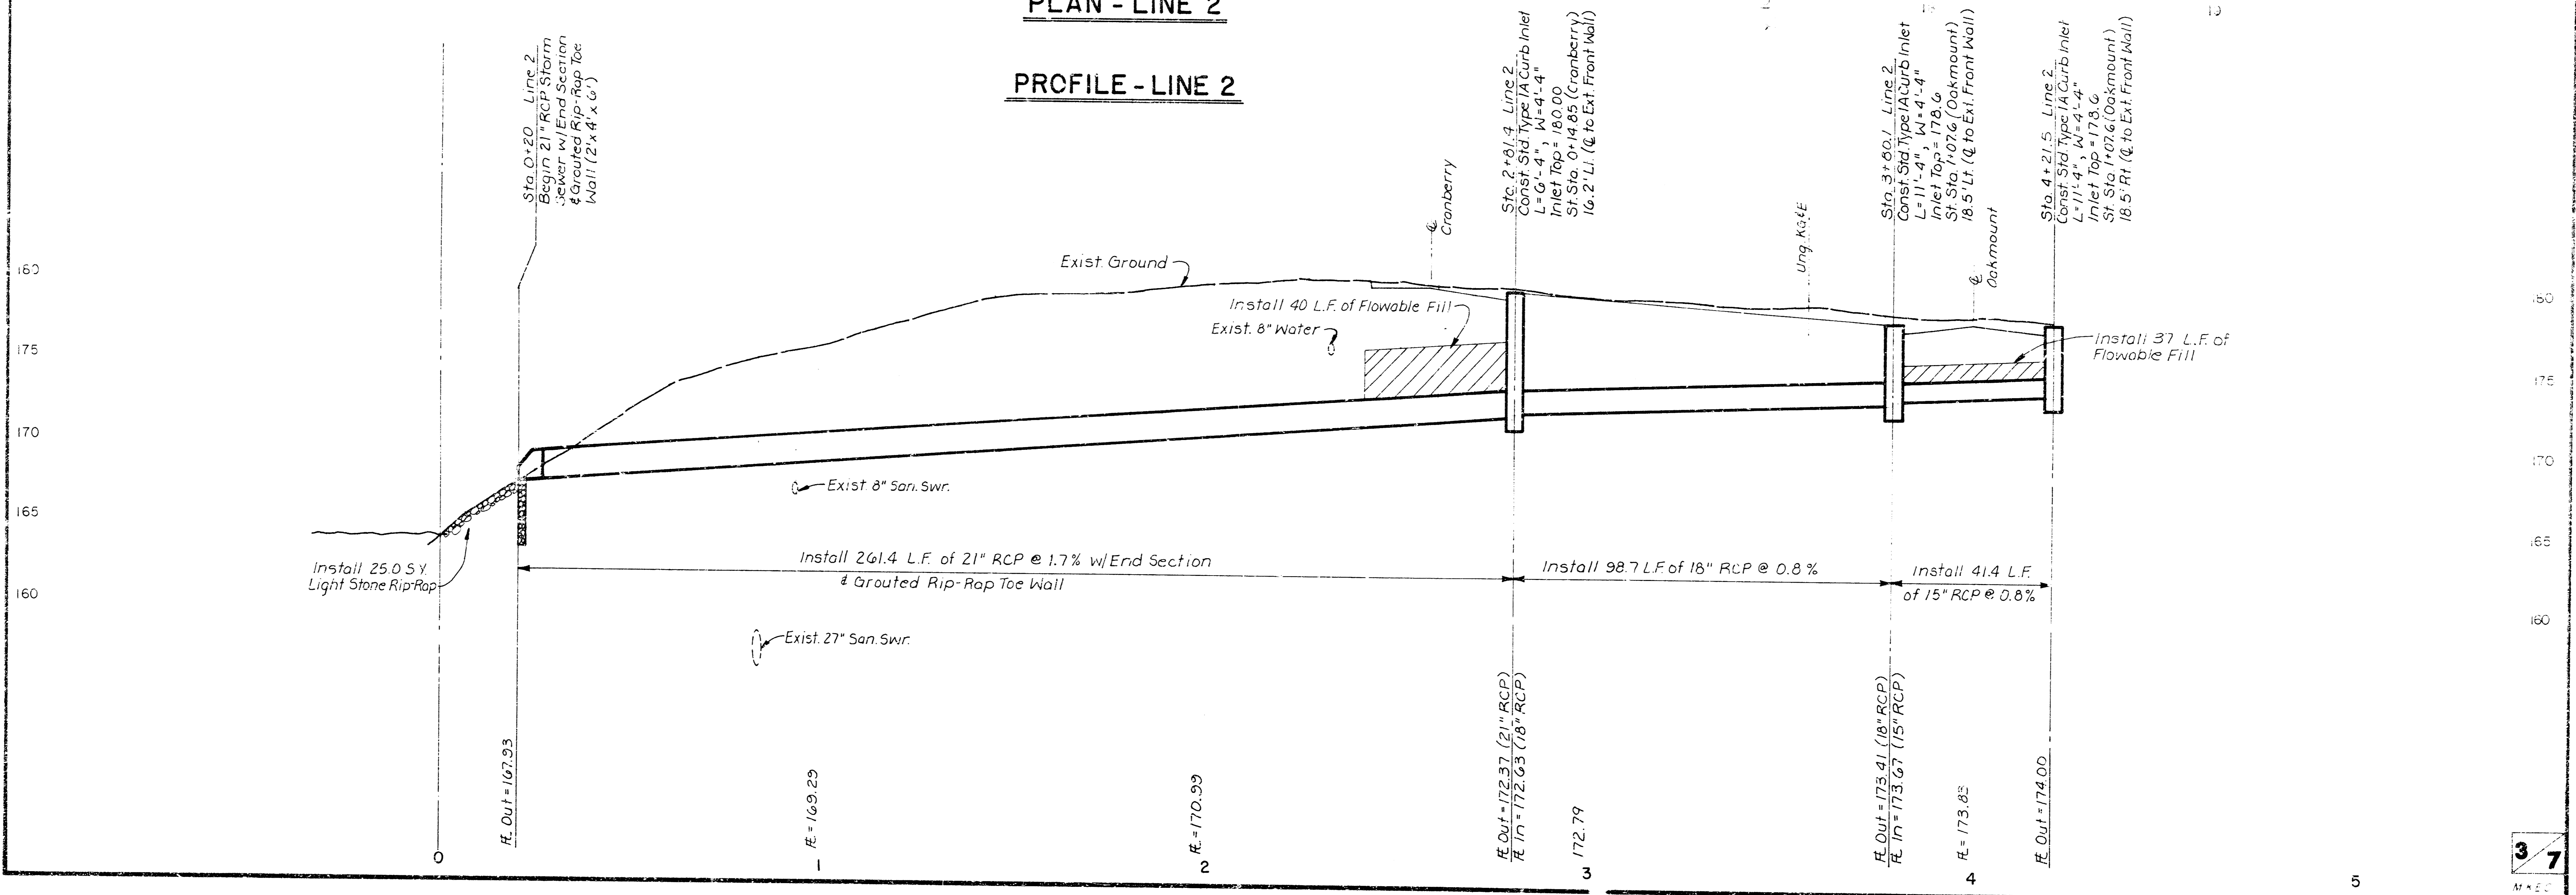 PLAN - LINE 2
PROFILE - LINE 2
Sta. 0+20 Line 2
Begin 21" RCP Storm
Sewer w/ End Section
& Grouted Rip-Rap Toe
Wall (2' x 4' x 6')
Sta. 2+81.4 Line 2
Const. Std. Type 1A Curb Inlet
L=6'-4", W=4'-4"
Inlet Top = 180.00
St. Sta. 0+14.85 (Cranberry)
16.2' Lt. (℄ to Ext. Front Wall)
Sta. 3+80.1 Line 2
Const. Std. Type 1A Curb Inlet
L=11'-4", W=4'-4"
Inlet Top = 178.6
St. Sta. 1+07.6 (Oakmount)
18.5' Lt. (℄ to Ext. Front Wall)
Sta. 4+21.5 Line 2
Const. Std. Type 1A Curb Inlet
L=11'-4", W=4'-4"
Inlet Top = 178.6
St. Sta. 1+07.6 (Oakmount)
18.5' Rt. (℄ to Ext. Front Wall)
℄
Cranberry
Ung. KG&E
℄
Oakmount
Exist. Ground
Install 40 L.F. of Flowable Fill
Exist. 8" Water
Install 37 L.F. of
Flowable Fill
180
175
170
165
160
180
175
170
165
160
Exist. 8" San. Swr.
Install 25.0 S.Y.
Light Stone Rip-Rap
Install 261.4 L.F. of 21" RCP @ 1.7% w/End Section
& Grouted Rip-Rap Toe Wall
Install 98.7 L.F. of 18" RCP @ 0.8%
Install 41.4 L.F.
of 15" RCP @ 0.8%
Exist. 27" San. Swr.
FL Out = 167.93
FL = 169.29
FL = 170.99
FL Out = 172.37 (21" RCP)
FL In = 172.63 (18" RCP)
172.79
FL Out = 173.41 (18" RCP)
FL In = 173.67 (15" RCP)
FL = 173.83
FL Out = 174.00
0
1
2
3
4
5
3/7